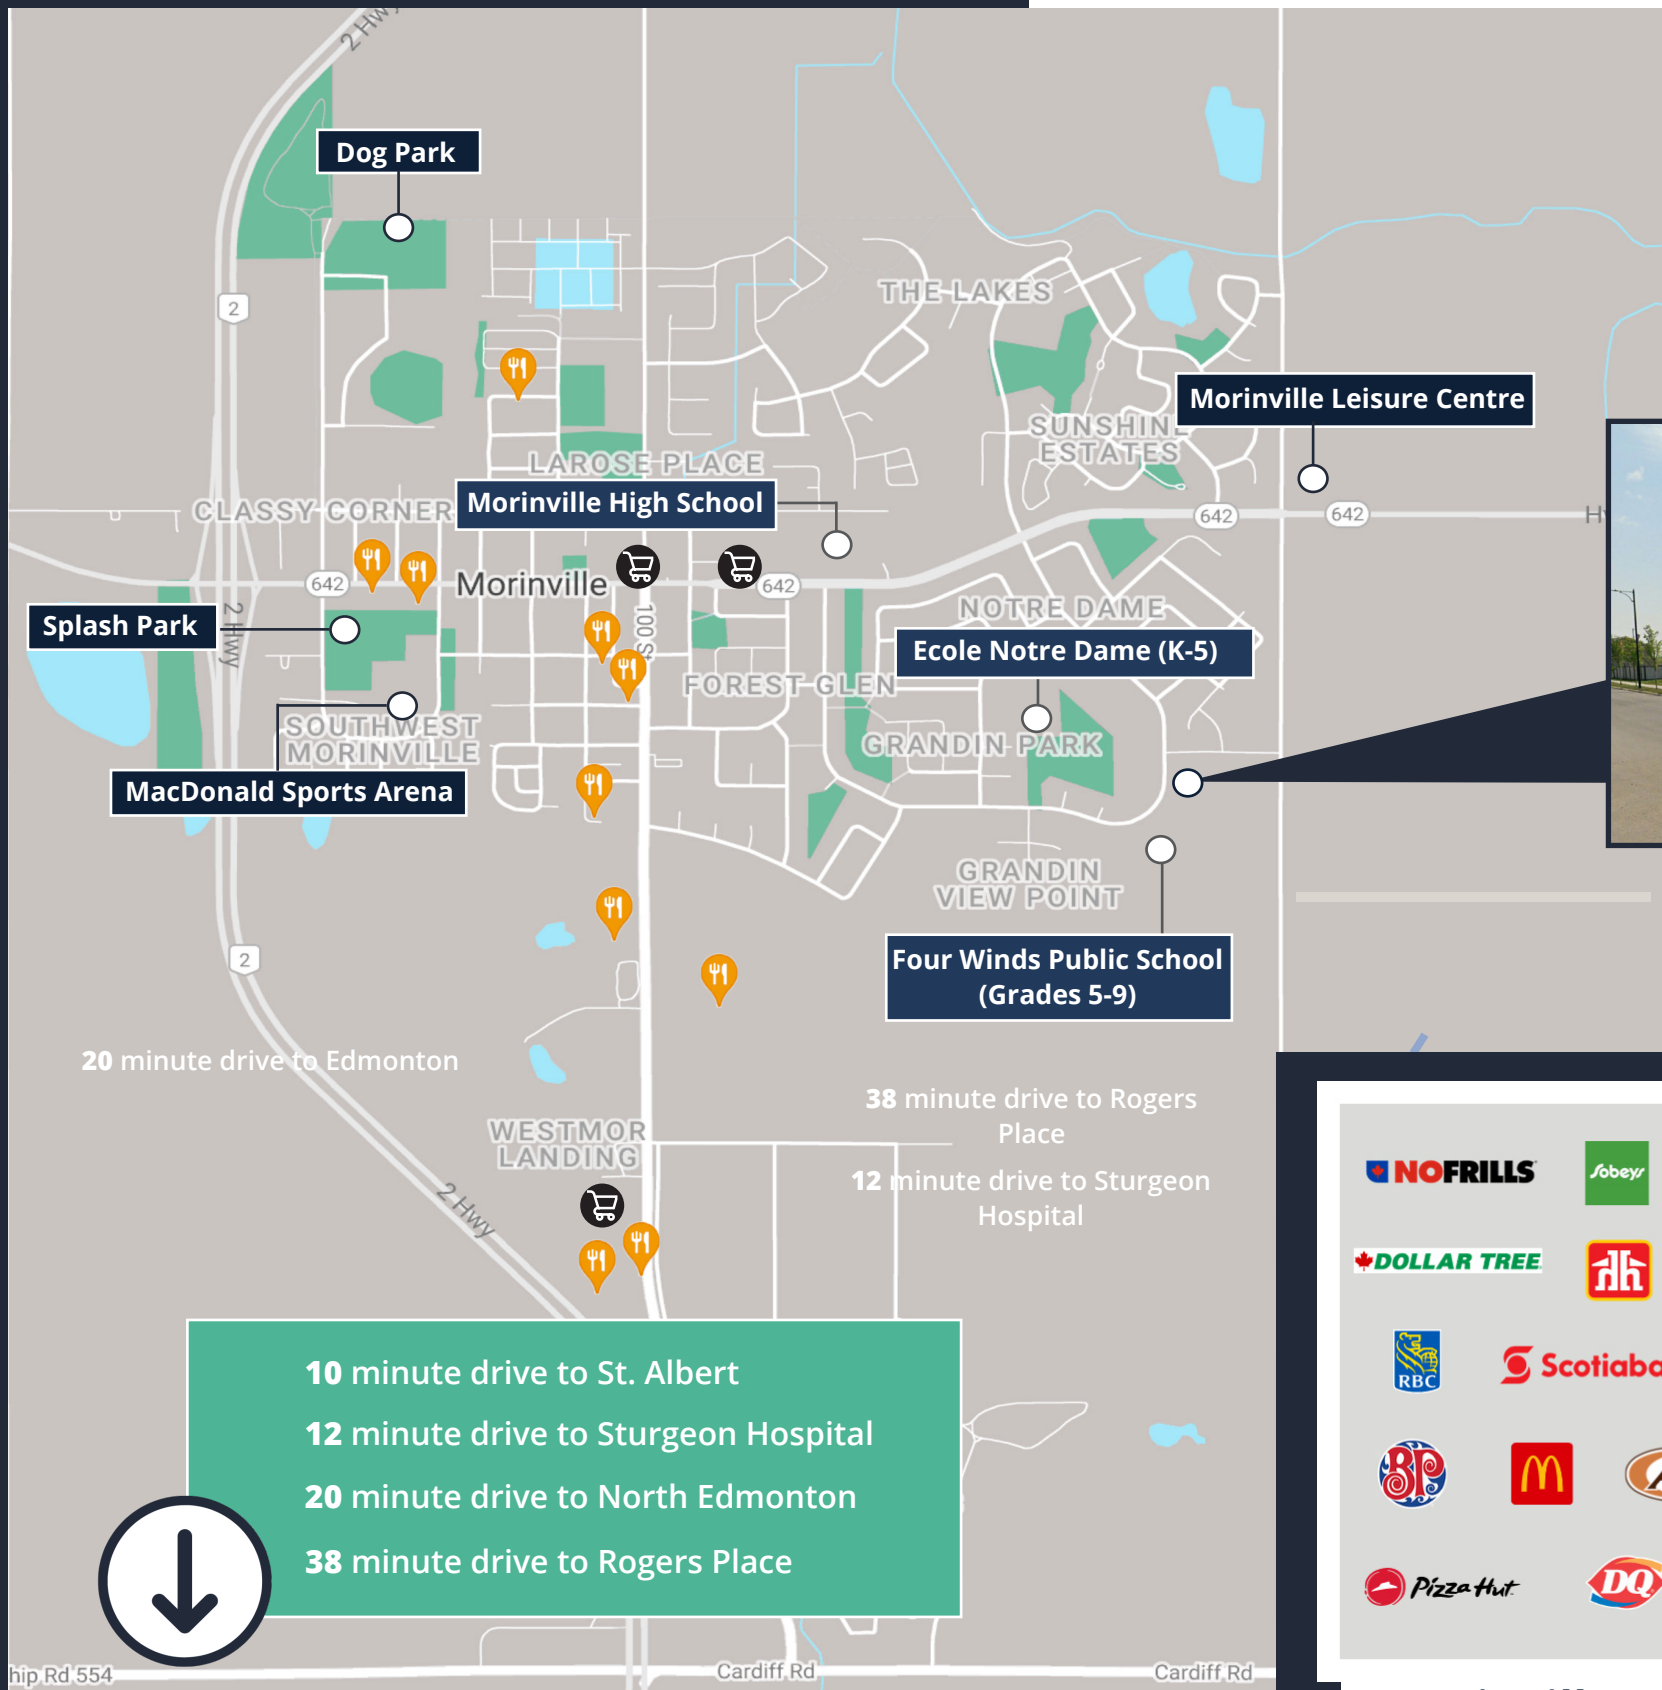 2 Hwy
Dog Park
2
THE LAKES
Morinville Leisure Centre
SUNSHINE
ESTATES
LAROSE PLACE
Morinville High School
CLASSY CORNER
642
642
642
Morinville
642
100 St
2 Hwy
NOTRE DAME
Splash Park
Ecole Notre Dame (K-5)
FOREST GLEN
SOUTHWEST
MORINVILLE
GRANDIN PARK
MacDonald Sports Arena
GRANDIN
VIEW POINT
2
Four Winds Public School
(Grades 5-9)
20 minute drive to Edmonton
38 minute drive to Rogers
Place
12 minute drive to Sturgeon
Hospital
WESTMOR
LANDING
2 Hwy
NOFRILLS
Sobeys
DOLLAR TREE
RBC
Scotiaba
BP
Pizza Hut
DQ
10 minute drive to St. Albert
12 minute drive to Sturgeon Hospital
20 minute drive to North Edmonton
38 minute drive to Rogers Place
hip Rd 554
Cardiff Rd
Cardiff Rd